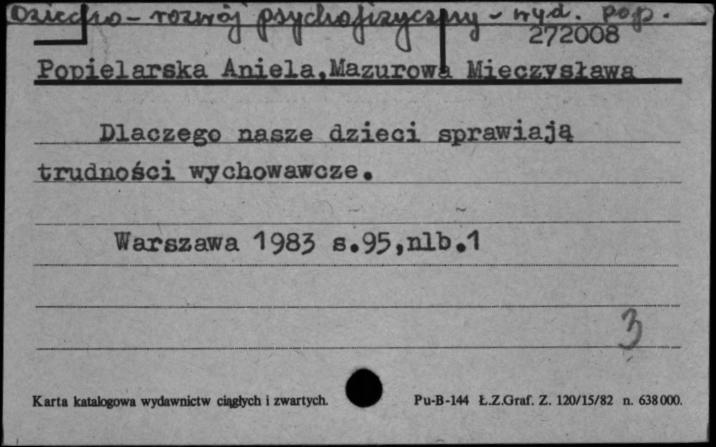 Dziecko - rozwój psychofizyczny - wyd. pop.
272008
Popielarska Aniela,Mazurowa Mieczysława
Dlaczego nasze dzieci sprawiają
trudności wychowawcze.
Warszawa 1983 s.95,nlb.1
3
Karta katalogowa wydawnictw ciągłych i zwartych. Pu-B-144 Ł.Z.Graf. Z. 120/15/82 n. 638000.